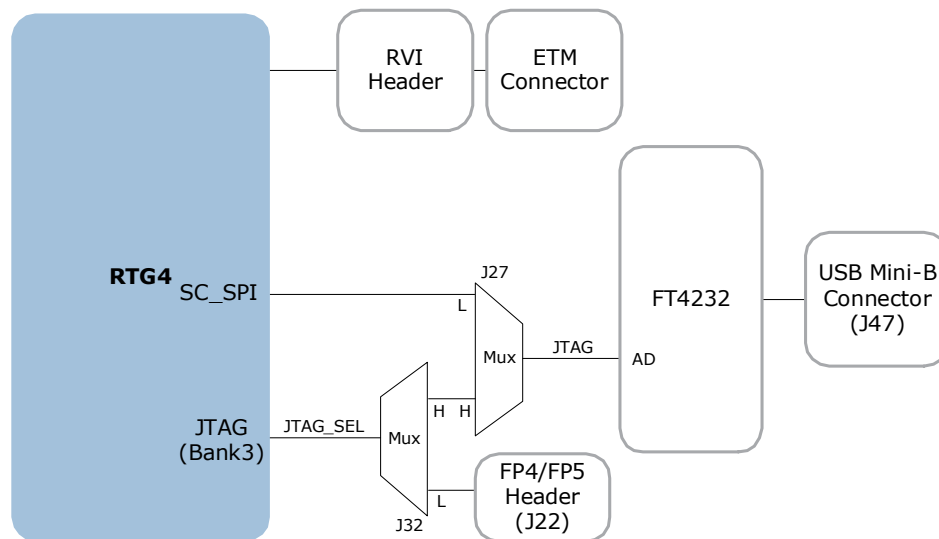 RVI
Header
ETM
Connector
RTG4
SC_SPI
J27
L
Mux
JTAG
FT4232
AD
USB Mini-B
Connector
(J47)
H H
JTAG
(Bank3)
JTAG_SEL
Mux
L
J32
FP4/FP5
Header
(J22)